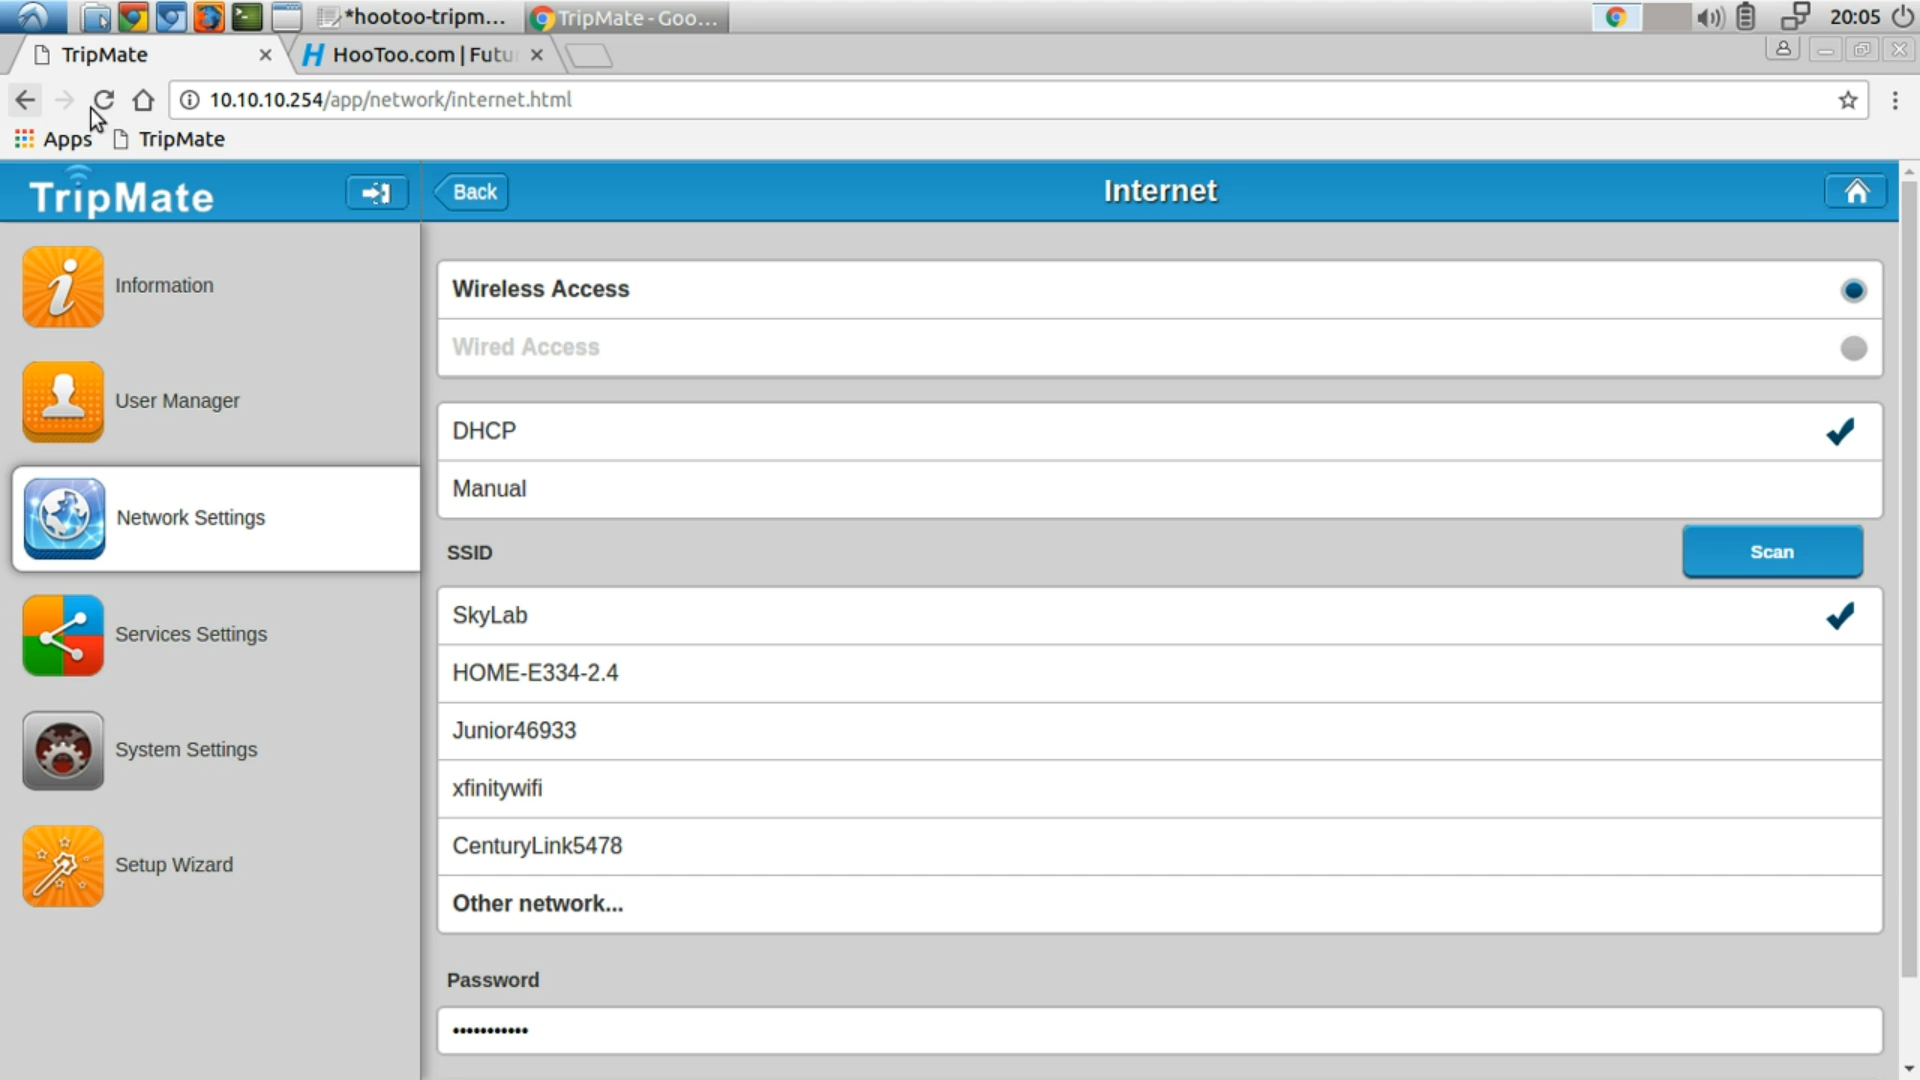 *hootoo-tripm...
TripMate - Goo...
20:05
TripMate
HooToo.com | Futu
10.10.10.254/app/network/internet.html
Apps
TripMate
TripMate
Back
Internet
Information
User Manager
Network Settings
Services Settings
System Settings
Setup Wizard
Wireless Access
Wired Access
DHCP
Manual
SSID
Scan
SkyLab
HOME-E334-2.4
Junior46933
xfinitywifi
CenturyLink5478
Other network...
Password
•••••••••••